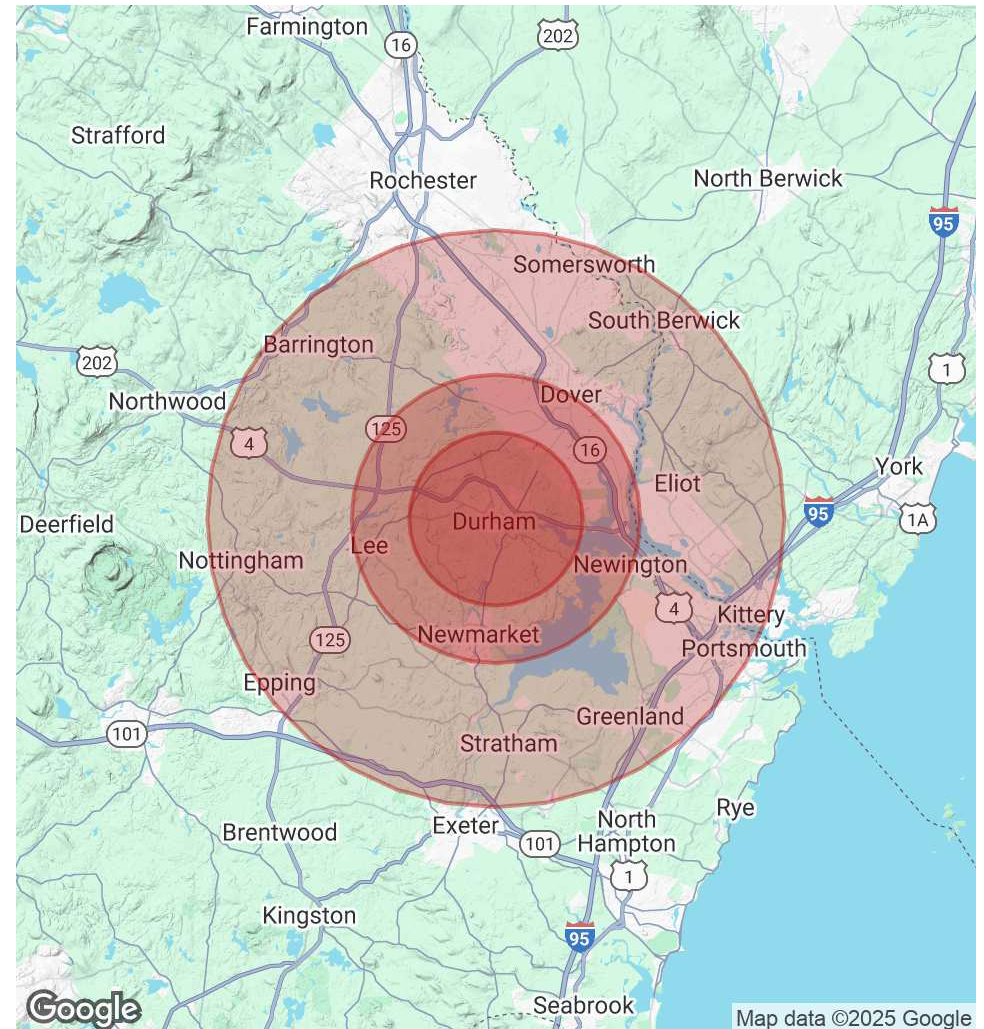 Farmington
16
202
Strafford
Rochester
North Berwick
95
Somersworth
South Berwick
Barrington
202
1
Northwood
Dover
125
4
16
York
Eliot
95
1A
Deerfield
Durham
Lee
Nottingham
Newington
4
Kittery
125
Newmarket
Portsmouth
Epping
Greenland
101
Stratham
Rye
North
Hampton
Exeter
Brentwood
101
1
Kingston
95
Seabrook
Google
Map data ©2025 Google